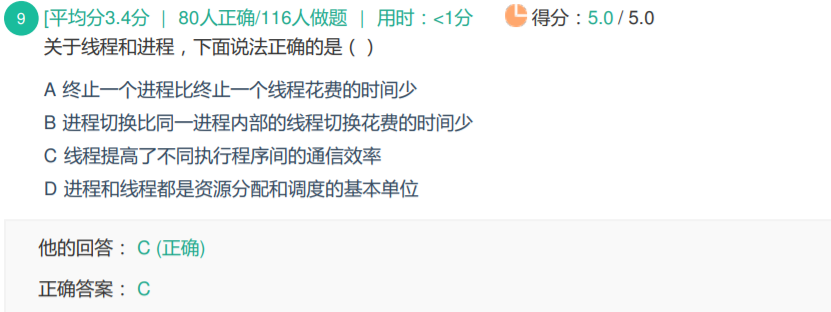 9 [平均分3.4分 | 80人正确/116人做题 | 用时：<1分 得分：5.0 / 5.0
关于线程和进程，下面说法正确的是（ ）
A 终止一个进程比终止一个线程花费的时间少
B 进程切换比同一进程内部的线程切换花费的时间少
C 线程提高了不同执行程序间的通信效率
D 进程和线程都是资源分配和调度的基本单位
他的回答： C (正确)
正确答案： C